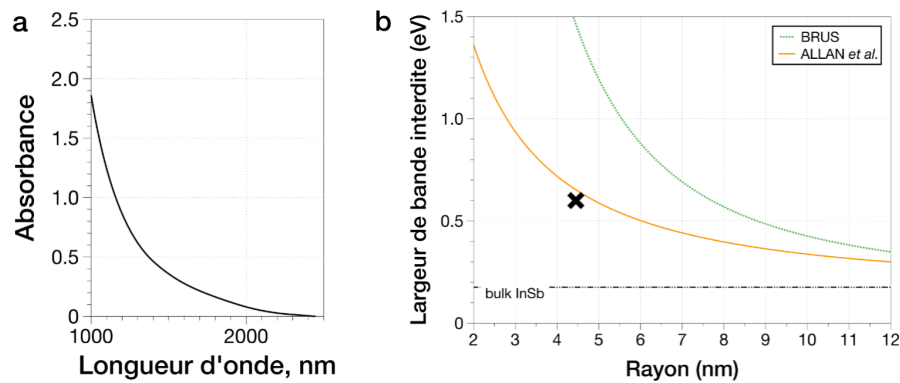 a
2.5
2.0
1.5
1.0
0.5
0
Absorbance
1000
2000
Longueur d'onde, nm
b
1.5
1.0
0.5
0
Largeur de bande interdite (eV)
BRUS
ALLAN et al.
bulk InSb
2 3 4 5 6 7 8 9 10 11 12
Rayon (nm)